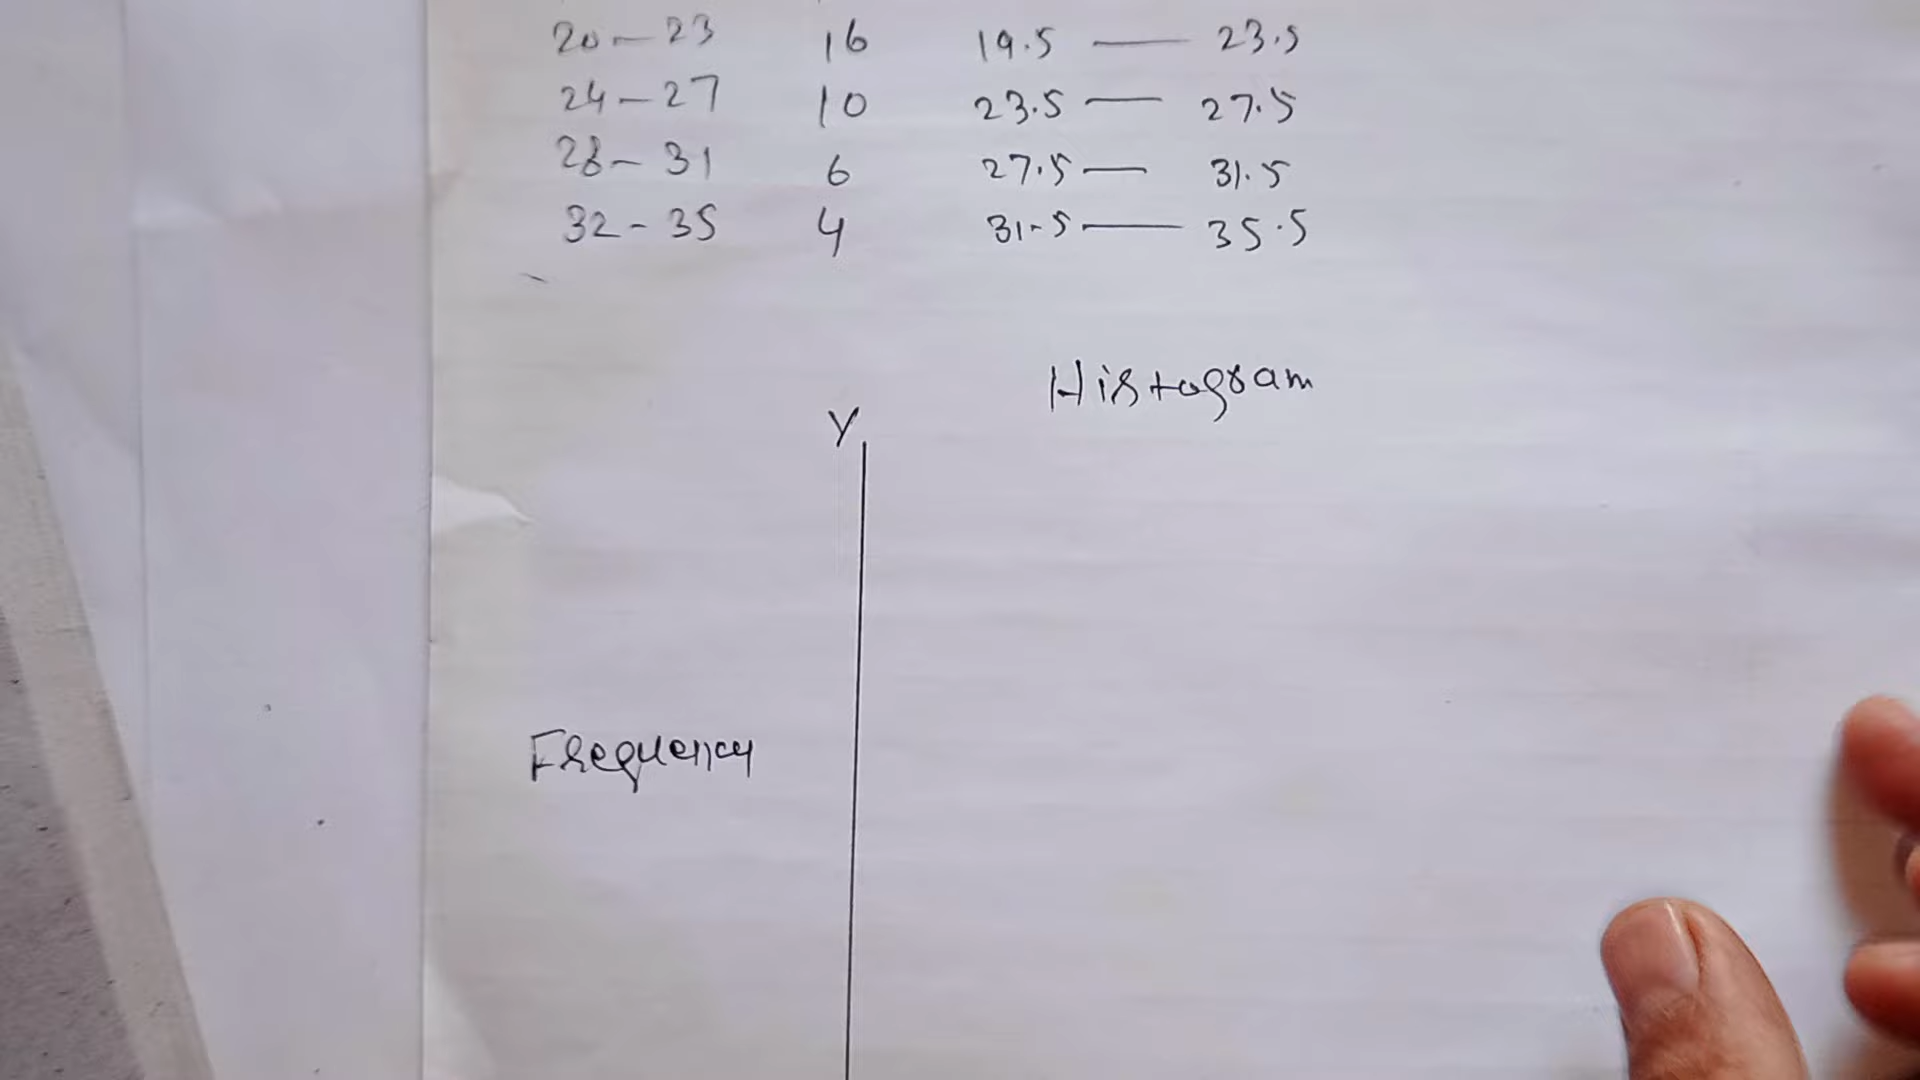 20 – 23 16 19.5 — 23.5
24 – 27 10 23.5 — 27.5
28 – 31 6 27.5 — 31.5
32 - 35 4 31.5 — 35.5
Histogram
Y
Frequency